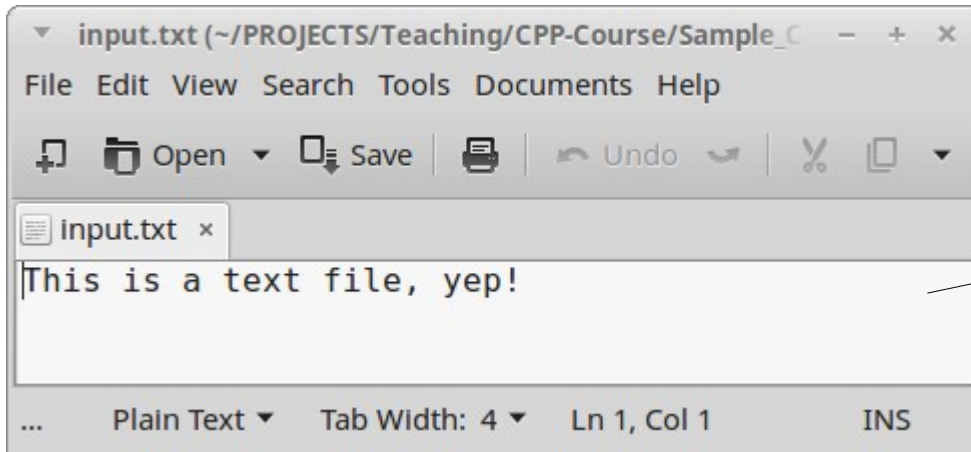 input.txt (~/PROJECTS/Teaching/CPP-Course/Sample_C
File Edit View Search Tools Documents Help
Open Save Undo
input.txt ×
This is a text file, yep!
... Plain Text Tab Width: 4 Ln 1, Col 1 INS